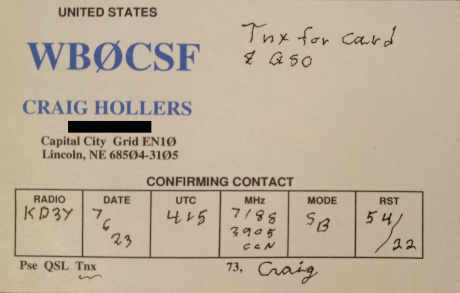 UNITED STATES
Tnx for card
& QSO
WBØCSF
CRAIG HOLLERS
Capital City Grid EN1Ø
Lincoln, NE 685Ø4-31Ø5
CONFIRMING CONTACT
RADIO DATE UTC MHz MODE RST
KD3Y 7/6/23 415 7188 SB 54/22
3905
CCN
Pse QSL Tnx 73, Craig